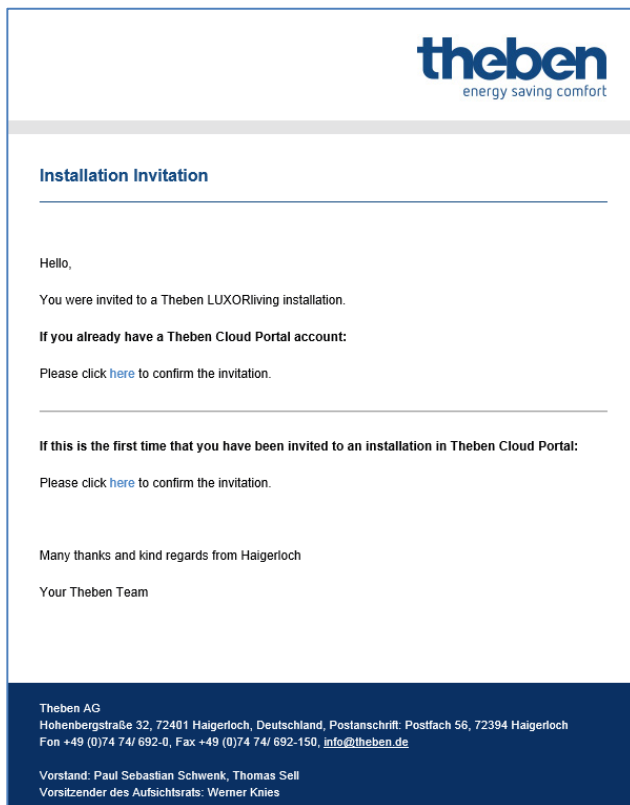 theben
energy saving comfort
Installation Invitation
Hello,
You were invited to a Theben LUXORliving installation.
If you already have a Theben Cloud Portal account:
Please click here to confirm the invitation.
If this is the first time that you have been invited to an installation in Theben Cloud Portal:
Please click here to confirm the invitation.
Many thanks and kind regards from Haigerloch
Your Theben Team
Theben AG
Hohenbergstraße 32, 72401 Haigerloch, Deutschland, Postanschrift: Postfach 56, 72394 Haigerloch
Fon +49 (0)74 74/ 692-0, Fax +49 (0)74 74/ 692-150, info@theben.de
Vorstand: Paul Sebastian Schwenk, Thomas Sell
Vorsitzender des Aufsichtsrats: Werner Knies